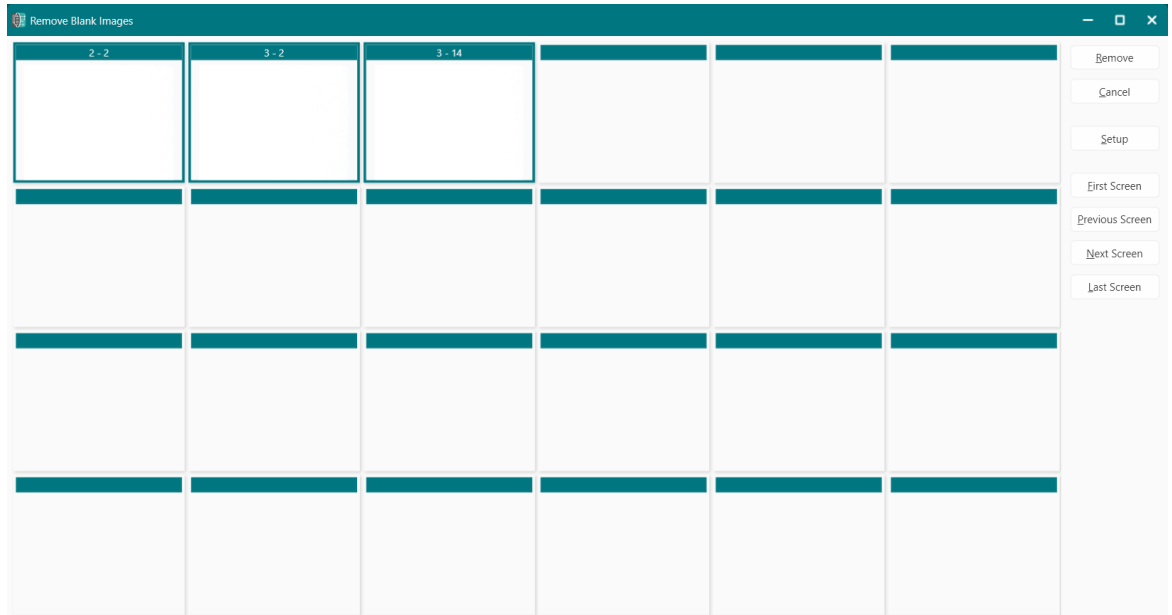 Remove Blank Images
2 - 2
3 - 2
3 - 14
Remove
Cancel
Setup
First Screen
Previous Screen
Next Screen
Last Screen